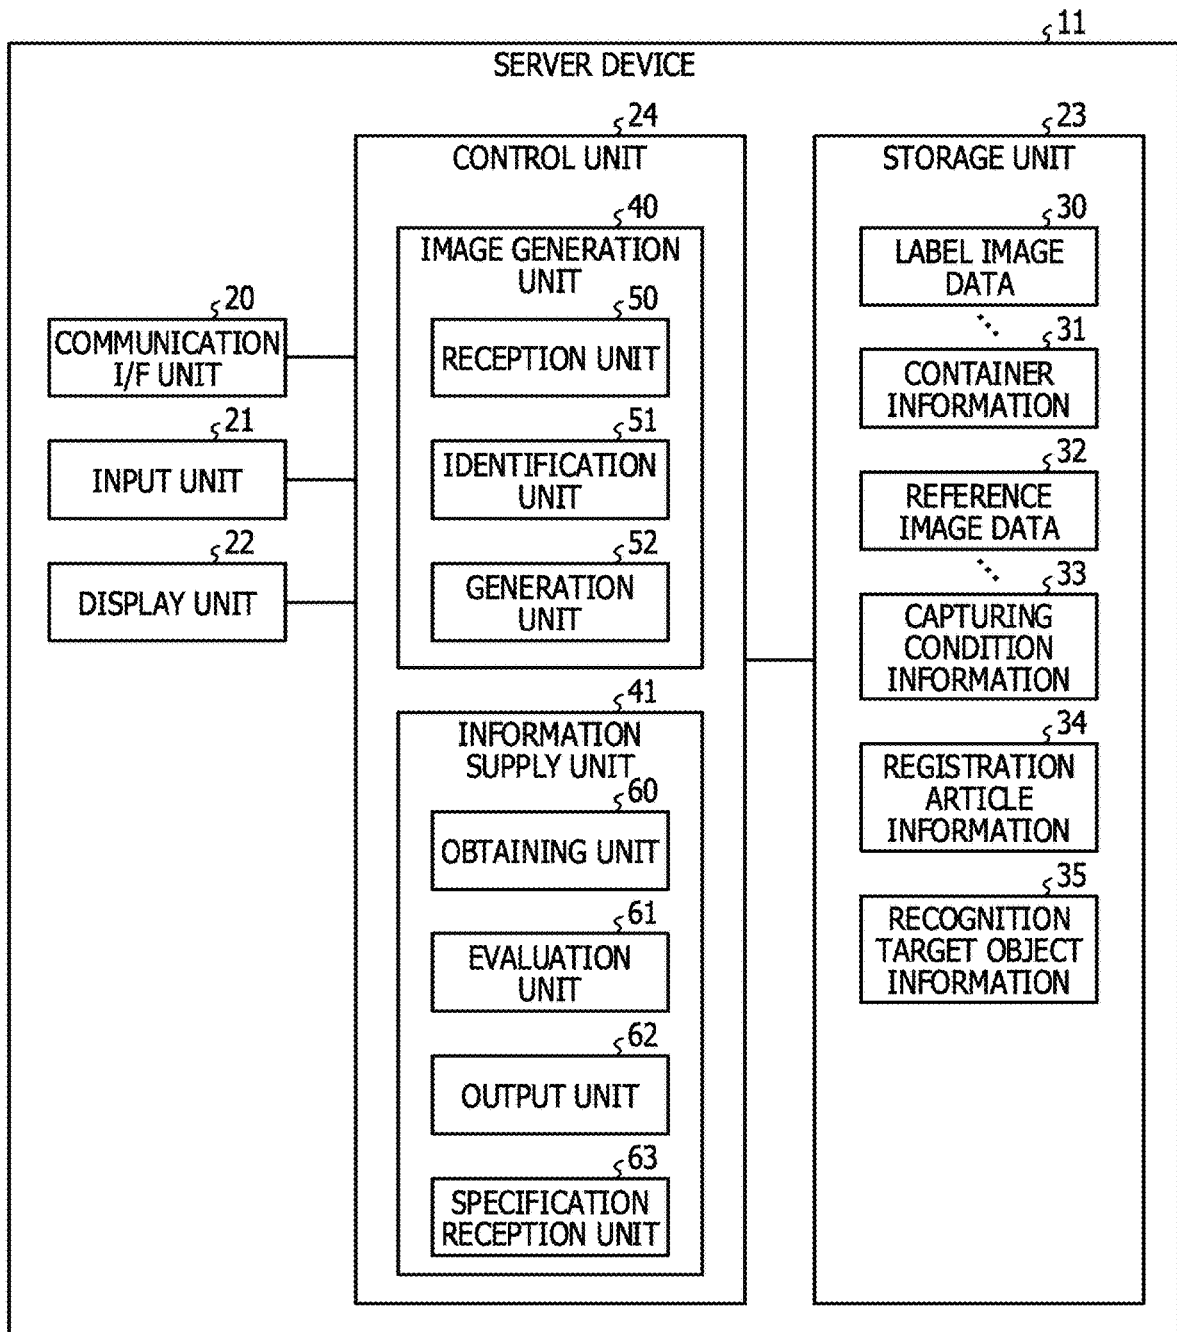 11
SERVER DEVICE
20
COMMUNICATION
I/F UNIT
21
INPUT UNIT
22
DISPLAY UNIT
24
CONTROL UNIT
40
IMAGE GENERATION
UNIT
50
RECEPTION UNIT
51
IDENTIFICATION
UNIT
52
GENERATION
UNIT
41
INFORMATION
SUPPLY UNIT
60
OBTAINING UNIT
61
EVALUATION
UNIT
62
OUTPUT UNIT
63
SPECIFICATION
RECEPTION UNIT
23
STORAGE UNIT
30
LABEL IMAGE
DATA
31
CONTAINER
INFORMATION
32
REFERENCE
IMAGE DATA
33
CAPTURING
CONDITION
INFORMATION
34
REGISTRATION
ARTICLE
INFORMATION
35
RECOGNITION
TARGET OBJECT
INFORMATION